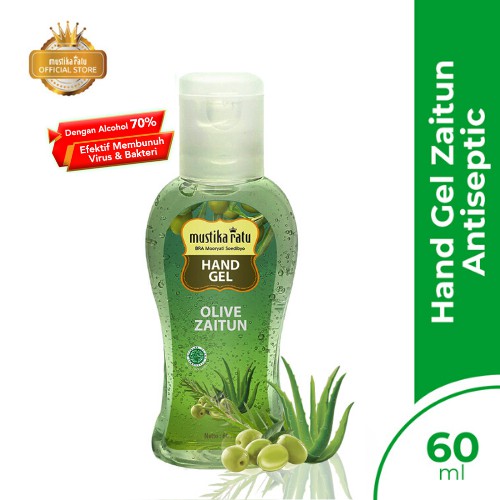 mustika ratu
OFFICIAL STORE
Dengan Alcohol 70%
Efektif Membunuh
Virus & Bakteri
mustika ratu
BRA Mooryati Soedibyo
HAND
GEL
OLIVE
ZAITUN
Hand Gel Zaitun
Antiseptic
60
ml